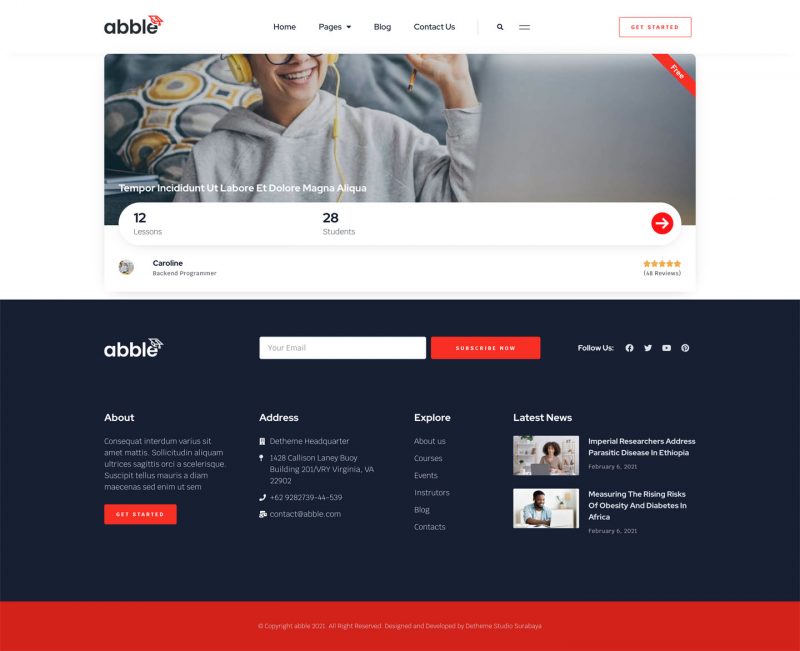 abble
Home
Pages
Blog
Contact Us
GET STARTED
Free
Tempor Incididunt Ut Labore Et Dolore Magna Aliqua
12
Lessons
28
Students
Caroline
Backend Programmer
(48 Reviews)
abble
Your Email
SUBSCRIBE NOW
Follow Us:
About
Consequat interdum varius sit
amet mattis. Sollicitudin aliquam
ultrices sagittis orci a scelerisque.
Suscipit tellus mauris a diam
maecenas sed enim ut sem
GET STARTED
Address
Detheme Headquarter
1428 Callison Laney Buoy
Building 201/VRY Virginia, VA
22902
+62 9282739-44-539
contact@abble.com
Explore
About us
Courses
Events
Instrutors
Blog
Contacts
Latest News
Imperial Researchers Address
Parasitic Disease In Ethiopia
February 6, 2021
Measuring The Rising Risks
Of Obesity And Diabetes In
Africa
February 6, 2021
© Copyright abble 2021. All Right Reserved. Designed and Developed by Detheme Studio Surabaya